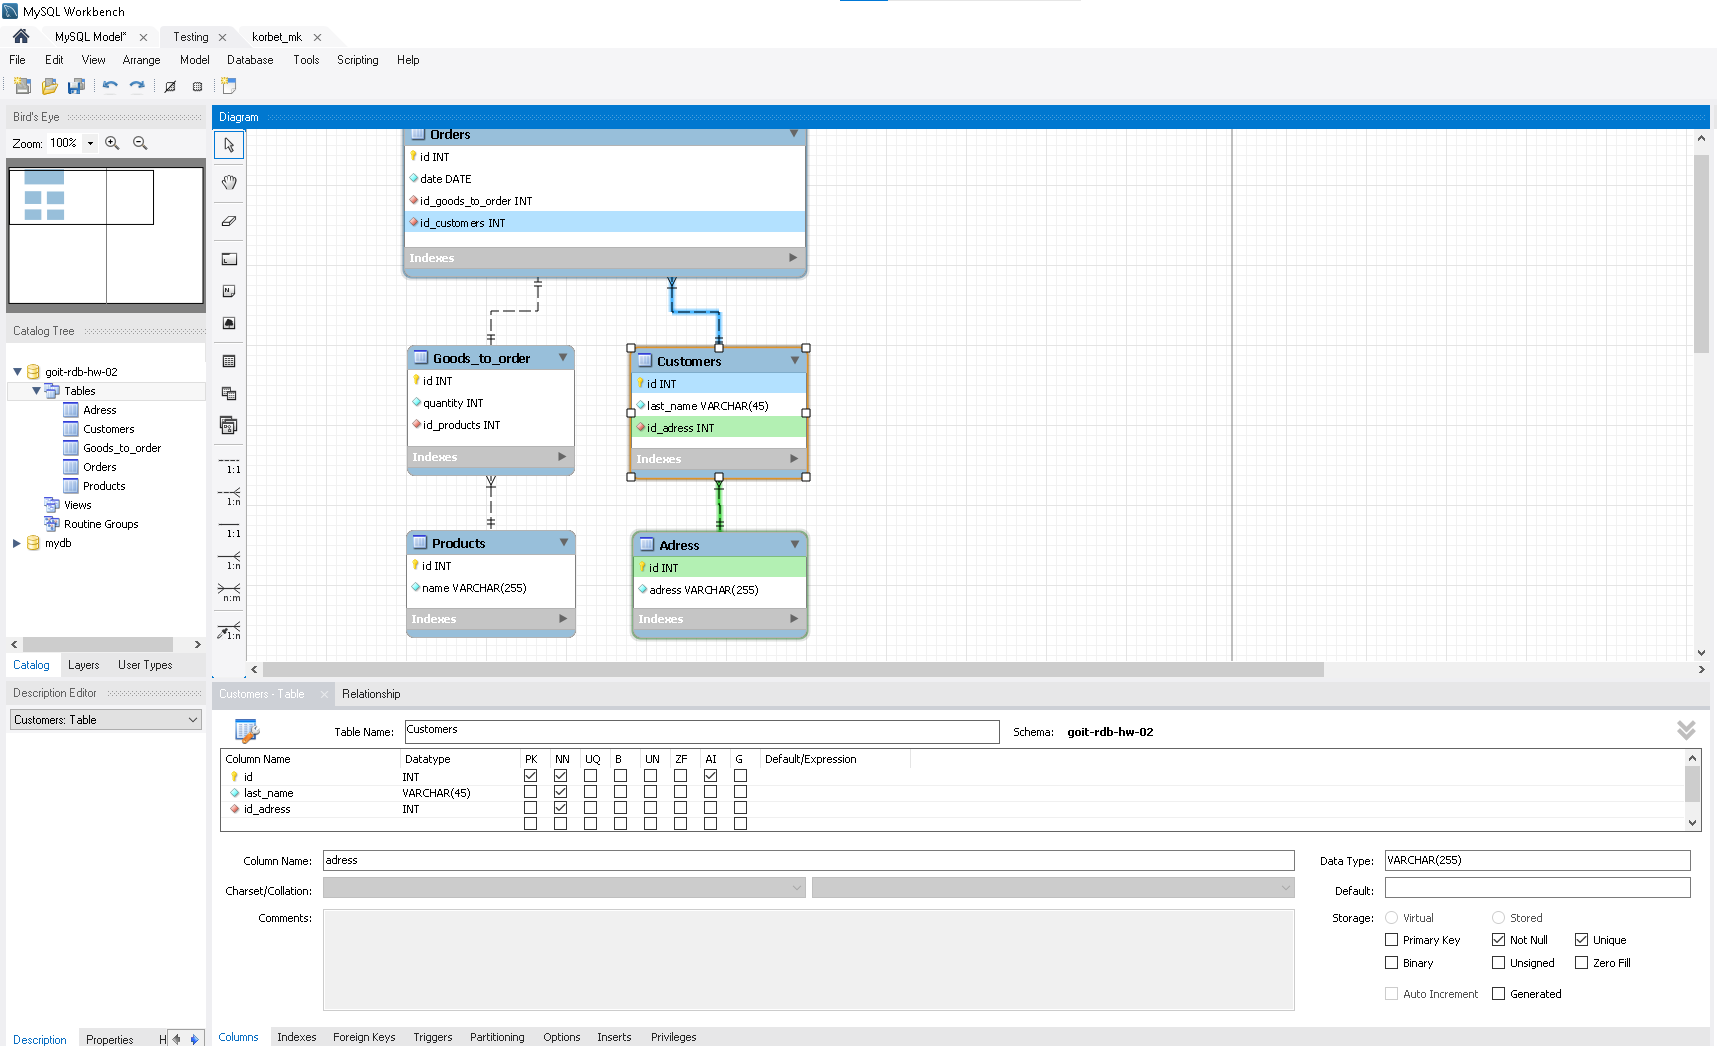 MySQL Workbench
MySQL Model* Testing korbet_mk
File Edit View Arrange Model Database Tools Scripting Help
Bird's Eye
Zoom: 100%
Catalog Tree
goit-rdb-hw-02
Tables
Adress
Customers
Goods_to_order
Orders
Products
Views
Routine Groups
mydb
Catalog Layers User Types
Description Editor
Customers: Table
Description Properties H
Diagram
1:1
1:n
1:1
1:n
n:m
1:n
Orders
id INT
date DATE
id_goods_to_order INT
id_customers INT
Indexes
Goods_to_order
id INT
quantity INT
id_products INT
Indexes
Customers
id INT
last_name VARCHAR(45)
id_adress INT
Indexes
Products
id INT
name VARCHAR(255)
Indexes
Adress
id INT
adress VARCHAR(255)
Indexes
Customers - Table Relationship
Table Name: Customers Schema: goit-rdb-hw-02
Column Name Datatype PK NN UQ B UN ZF AI G Default/Expression
id INT
last_name VARCHAR(45)
id_adress INT
Column Name: adress Data Type: VARCHAR(255)
Charset/Collation: Default:
Comments: Storage: Virtual Stored
Primary Key Not Null Unique
Binary Unsigned Zero Fill
Auto Increment Generated
Columns Indexes Foreign Keys Triggers Partitioning Options Inserts Privileges